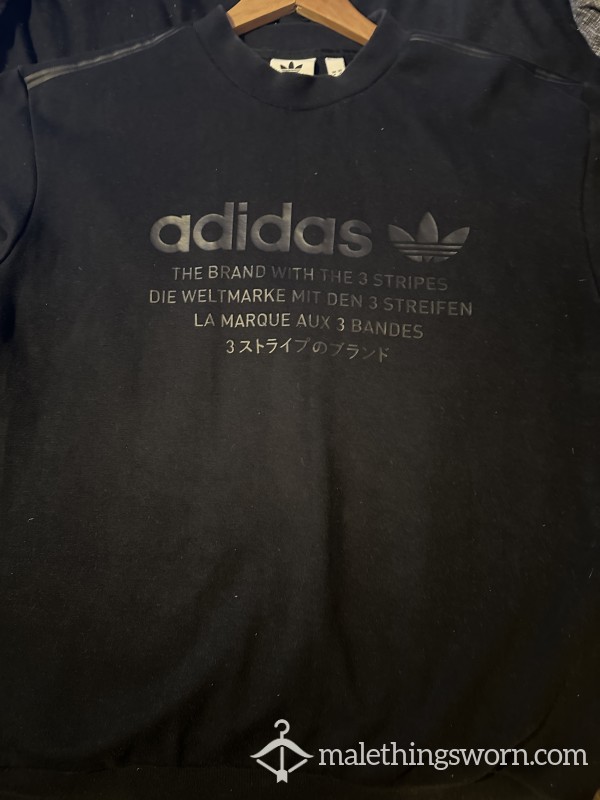 adidas
THE BRAND WITH THE 3 STRIPES
DIE WELTMARKE MIT DEN 3 STREIFEN
LA MARQUE AUX 3 BANDES
3ストライプのブランド
malethingsworn.com